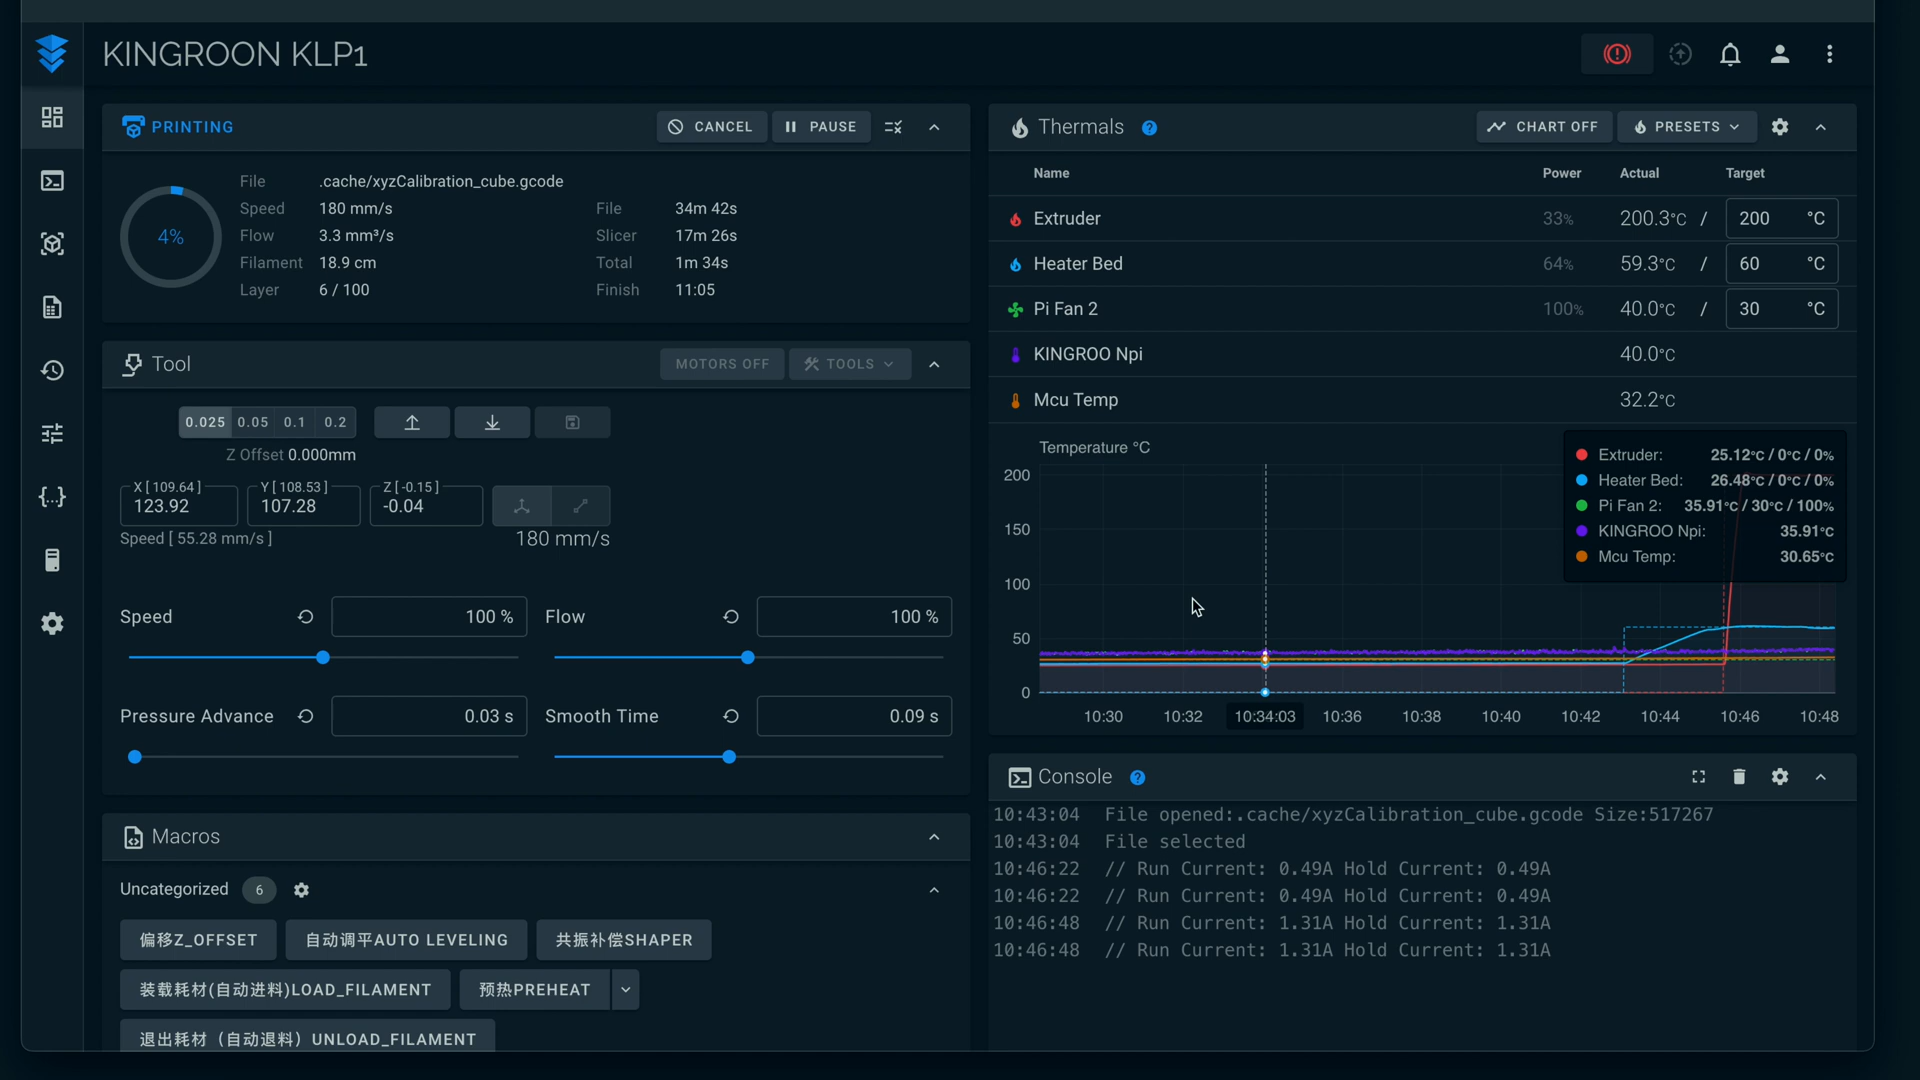 KINGROON KLP1
PRINTING
CANCEL
PAUSE
4%
File .cache/xyzCalibration_cube.gcode
Speed 180 mm/s File 34m 42s
Flow 3.3 mm³/s Slicer 17m 26s
Filament 18.9 cm Total 1m 34s
Layer 6 / 100 Finish 11:05
Tool
MOTORS OFF
TOOLS
0.025 0.05 0.1 0.2
Z Offset 0.000mm
X [ 109.64 ] Y [ 108.53 ] Z [ -0.15 ]
123.92 107.28 -0.04
Speed [ 55.28 mm/s ] 180 mm/s
Speed 100 % Flow 100 %
Pressure Advance 0.03 s Smooth Time 0.09 s
Macros
Uncategorized 6
偏移Z_OFFSET 自动调平AUTO LEVELING 共振补偿SHAPER
装载耗材(自动进料)LOAD_FILAMENT 预热PREHEAT
退出耗材（自动退料）UNLOAD_FILAMENT
Thermals ?
CHART OFF
PRESETS
Name Power Actual Target
Extruder 33% 200.3°C / 200 °C
Heater Bed 64% 59.3°C / 60 °C
Pi Fan 2 100% 40.0°C / 30 °C
KINGROO Npi 40.0°C
Mcu Temp 32.2°C
Temperature °C
200
150
100
50
0
Extruder: 25.12°C / 0°C / 0%
Heater Bed: 26.48°C / 0°C / 0%
Pi Fan 2: 35.91°C / 30°C / 100%
KINGROO Npi: 35.91°C
Mcu Temp: 30.65°C
10:30 10:32 10:34:03 10:36 10:38 10:40 10:42 10:44 10:46 10:48
Console ?
10:43:04 File opened:.cache/xyzCalibration_cube.gcode Size:517267
10:43:04 File selected
10:46:22 // Run Current: 0.49A Hold Current: 0.49A
10:46:22 // Run Current: 0.49A Hold Current: 0.49A
10:46:48 // Run Current: 1.31A Hold Current: 1.31A
10:46:48 // Run Current: 1.31A Hold Current: 1.31A